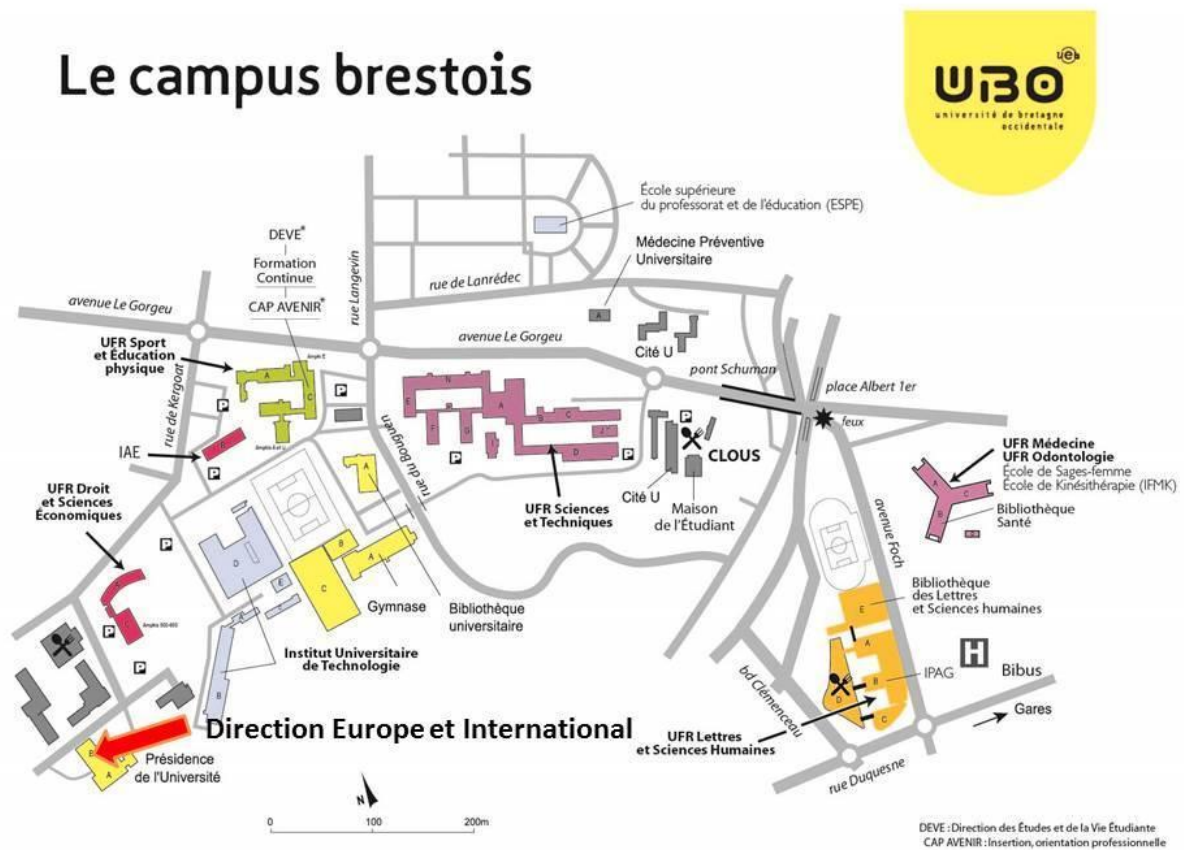 Le campus brestois
UBO
ueb
université de bretagne
occidentale
École supérieure
du professorat et de l'éducation (ESPE)
DEVE*
Formation
Continue
CAP AVENIR*
rue Langevin
Médecine Préventive
Universitaire
rue de Lanrédec
avenue Le Gorgeu
avenue Le Gorgeu
UFR Sport
et Éducation
physique
rue de Kergoat
IAE
Cité U
pont Schuman
place Albert 1er
feux
CLOUS
Cité U
Maison
de l'Étudiant
UFR Sciences
et Techniques
rue du Bouguen
UFR Médecine
UFR Odontologie
École de Sages-femme
École de Kinésithérapie (IFMK)
Bibliothèque
Santé
avenue Foch
UFR Droit
et Sciences
Économiques
Gymnase
Bibliothèque
universitaire
Institut Universitaire
de Technologie
Bibliothèque
des Lettres
et Sciences humaines
IPAG
H
Bibus
Gares
bd Clémenceau
UFR Lettres
et Sciences Humaines
rue Duquesne
Direction Europe et International
Présidence
de l'Université
N
0 100 200m
DEVE : Direction des Études et de la Vie Étudiante
CAP AVENIR : Insertion, orientation professionnelle